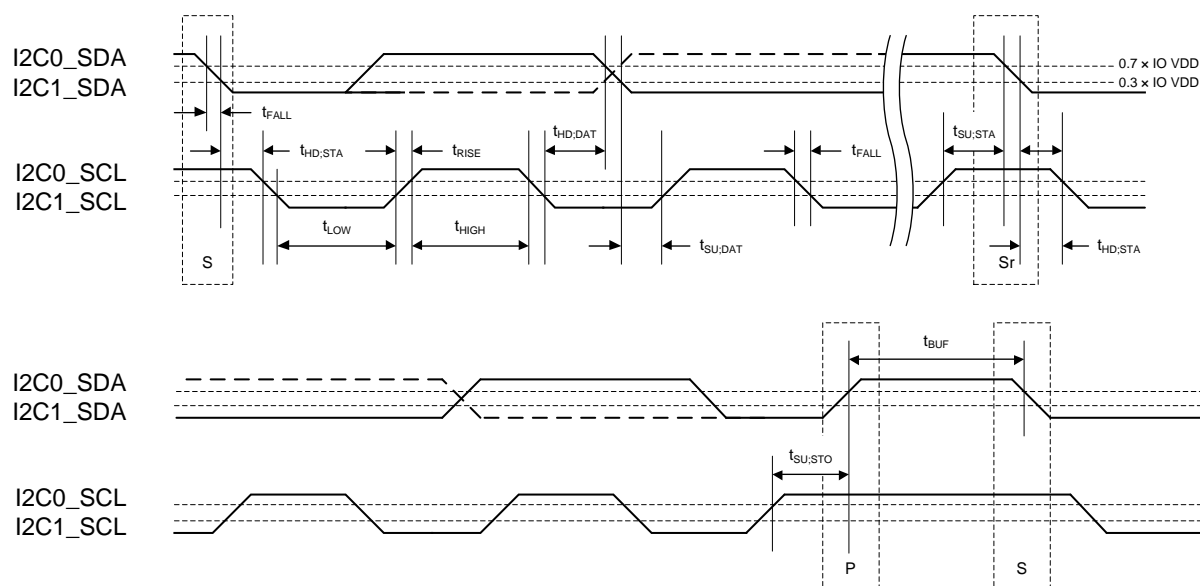 I2C0_SDA
I2C1_SDA
0.7 × IO VDD
0.3 × IO VDD
tFALL
tHD;STA
tRISE
tHD;DAT
tFALL
tSU;STA
I2C0_SCL
I2C1_SCL
tLOW
tHIGH
tSU;DAT
tHD;STA
S
Sr
tBUF
I2C0_SDA
I2C1_SDA
tSU;STO
I2C0_SCL
I2C1_SCL
P
S